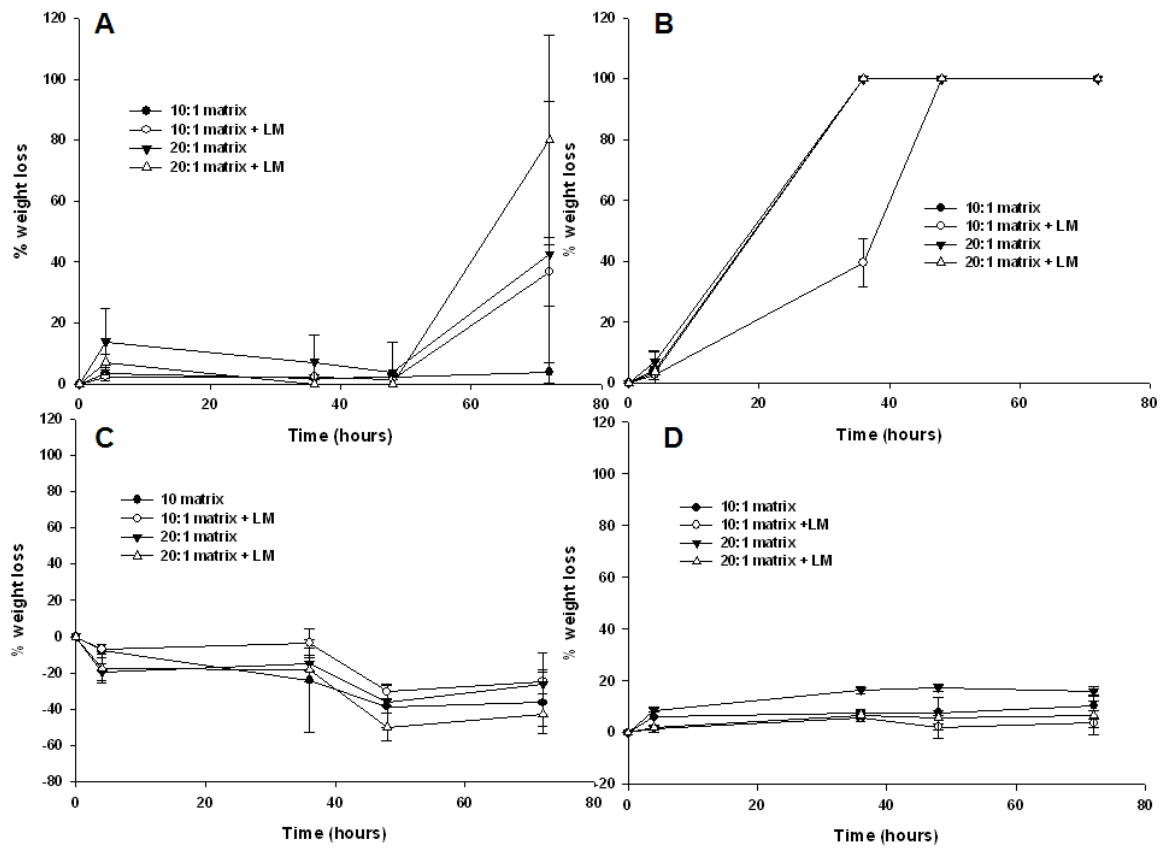 A
120
100
80
60
40
20
0
% weight loss
10:1 matrix
10:1 matrix + LM
20:1 matrix
20:1 matrix + LM
0 20 40 60 80
Time (hours)
B
120
100
80
60
40
20
0
% weight loss
10:1 matrix
10:1 matrix + LM
20:1 matrix
20:1 matrix + LM
0 20 40 60 80
Time (hours)
C
120
100
80
60
40
20
0
-20
-40
-60
-80
% weight loss
10 matrix
10:1 matrix + LM
20:1 matrix
20:1 matrix + LM
0 20 40 60 80
Time (hours)
D
120
100
80
60
40
20
0
-20
% weight loss
10:1 matrix
10:1 matrix +LM
20:1 matrix
20:1 matrix + LM
0 20 40 60 80
Time (hours)